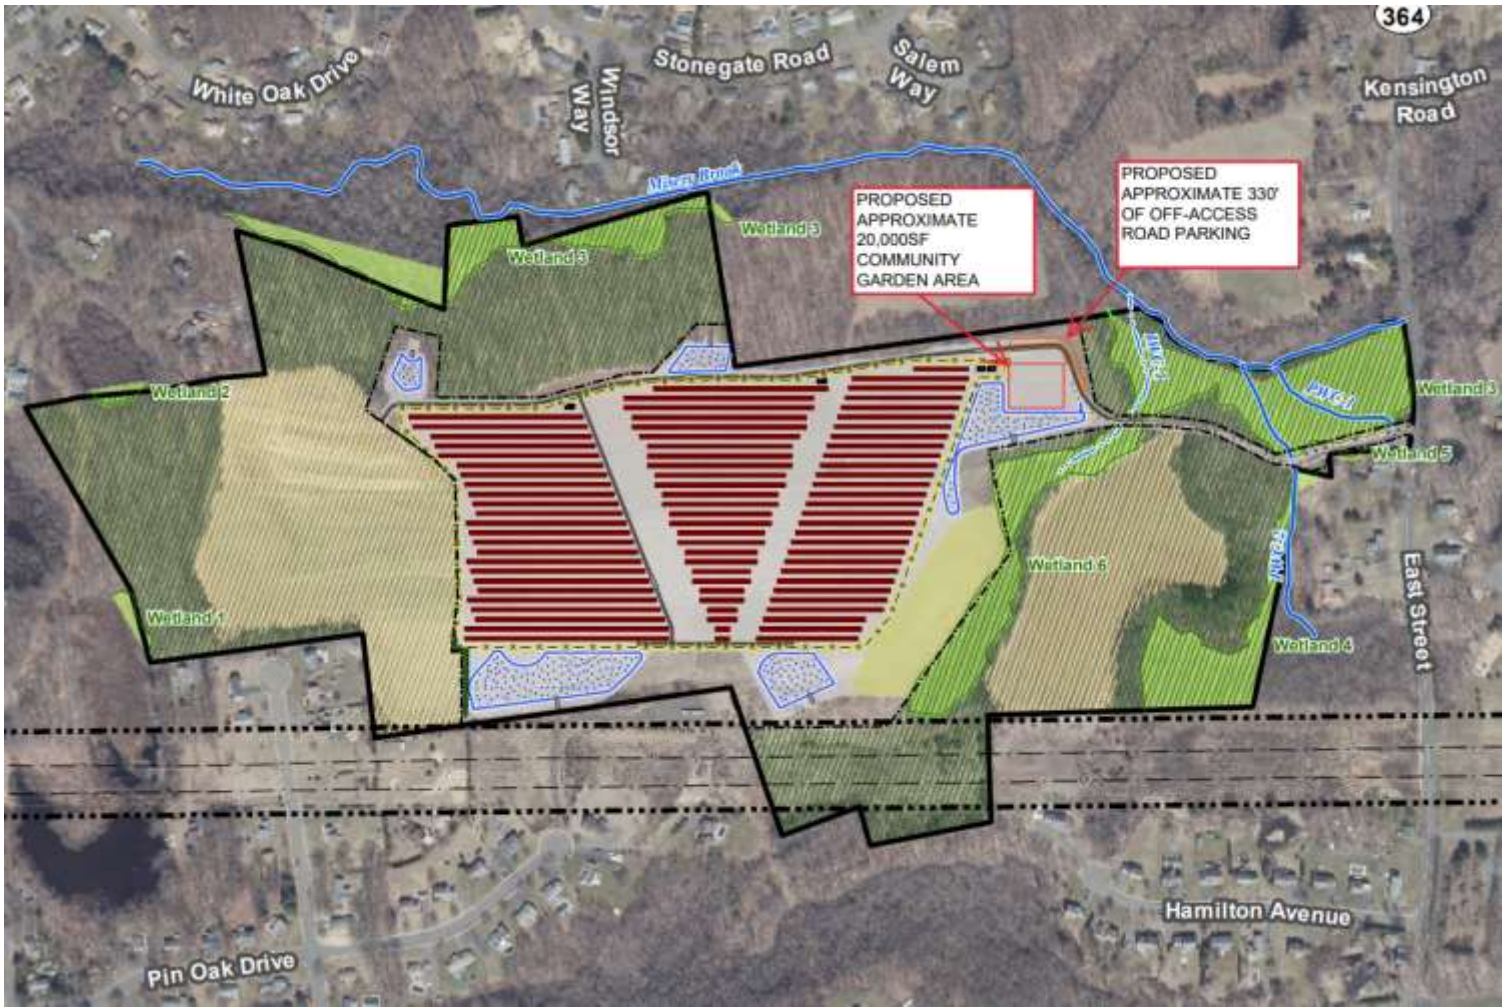 364
Kensington
Road
White Oak Drive
Windsor
Way
Stonegate Road
Salem
Way
Misery Brook
PROPOSED
APPROXIMATE
20,000SF
COMMUNITY
GARDEN AREA
PROPOSED
APPROXIMATE 330'
OF OFF-ACCESS
ROAD PARKING
Wetland 3
Wetland 3
Wetland 2
Wetland 3
Wetland 5
Wetland 6
Wetland 1
Wetland 4
East Street
Hamilton Avenue
Pin Oak Drive